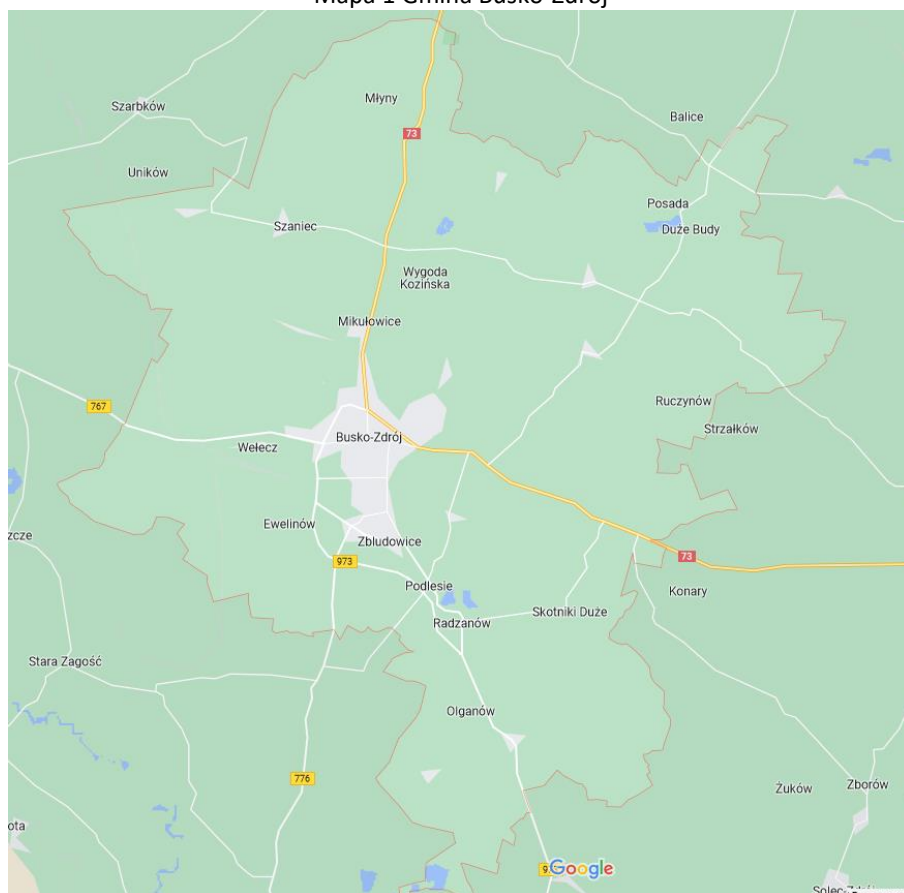 Mapa 1 Gmina Busko-Zdrój
Młyny
Szarbków
Balice
73
Uników
Posada
Szaniec
Duże Budy
Wygoda
Kozińska
Mikułowice
Ruczynów
767
Strzałków
Busko-Zdrój
Wełecz
Ewelinów
zcze
Zbludowice
973
73
Podlesie
Konary
Skotniki Duże
Radzanów
Stara Zagość
Olganów
776
Żuków
Zborów
ota
Google